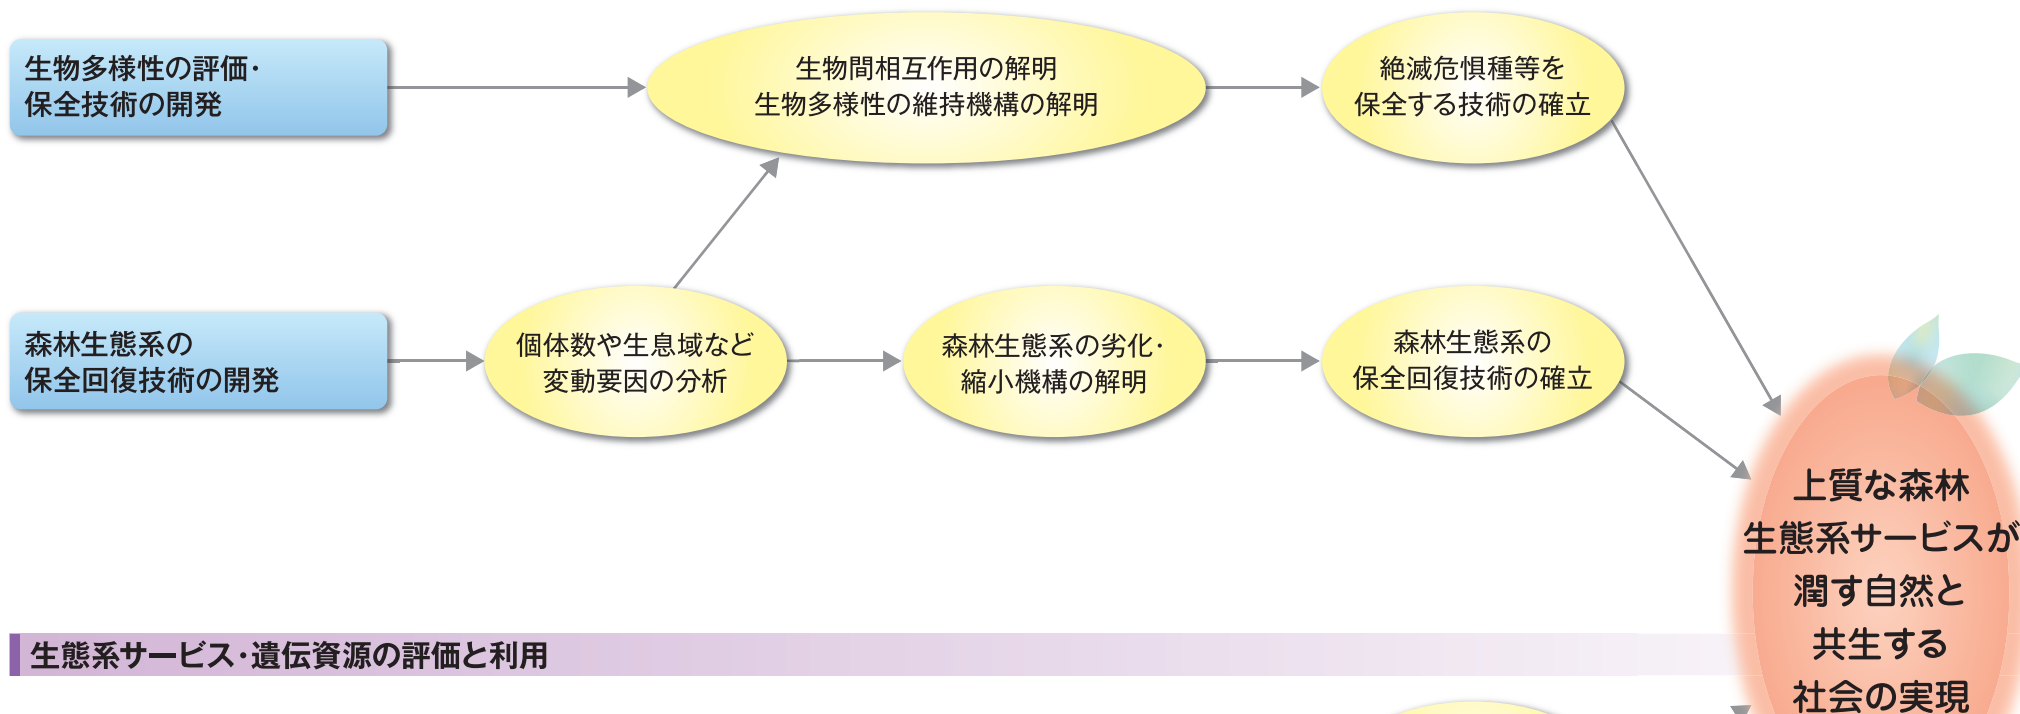 生物多様性の評価・
保全技術の開発
生物間相互作用の解明
生物多様性の維持機構の解明
絶滅危惧種等を
保全する技術の確立
森林生態系の
保全回復技術の開発
個体数や生息域など
変動要因の分析
森林生態系の劣化・
縮小機構の解明
森林生態系の
保全回復技術の確立
上質な森林
生態系サービスが
潤す自然と
共生する
社会の実現
生態系サービス・遺伝資源の評価と利用